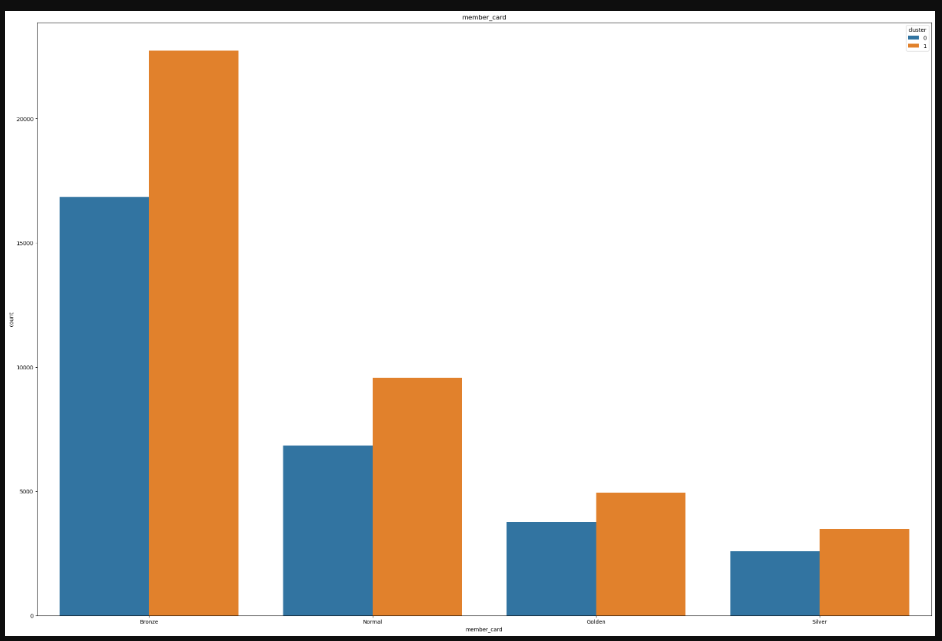 member_card
cluster
0
1
20000
15000
10000
5000
0
count
Bronze
Normal
Golden
Silver
member_card